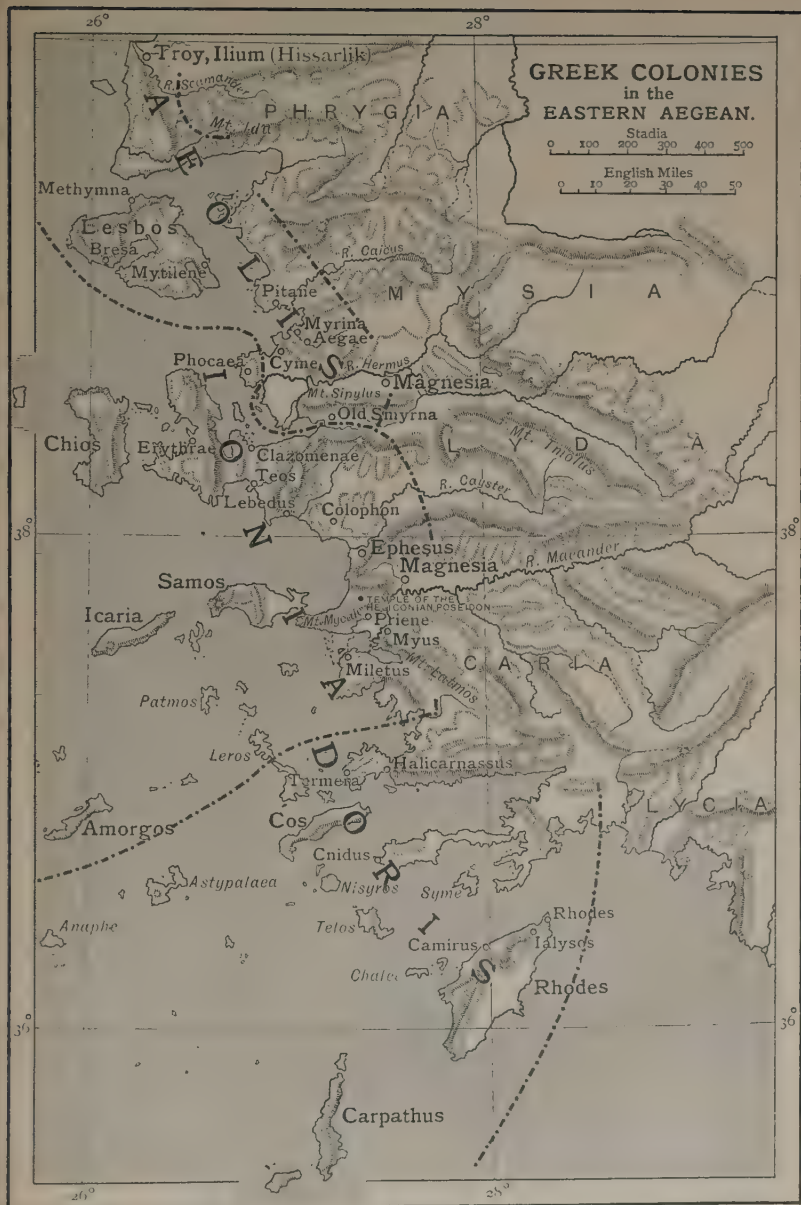 26°
28°
Troy, Ilium (Hissarlik)
GREEK COLONIES
in the
EASTERN AEGEAN.
Stadia
0 100 200 300 400 500
English Miles
0 10 20 30 40 50
R. Scamander
PHRYGIA
Mt. Ida
AEOLIS
Methymna
Lesbos
Bresa
Mytilene
R. Caicus
Pitane
MYSIA
Myrina
Aegae
Phocaea
Cyme
R. Hermus
Magnesia
Mt. Sipylus
Old Smyrna
Chios
Erythrae
Clazomenae
LYDIA
Mt. Tmolus
Teos
R. Cayster
Lebedus
Colophon
IONIA
38°
38°
Ephesus
R. Maeander
Magnesia
Samos
TEMPLE OF THE
HELICONIAN POSEIDON
Icaria
Mt. Mycale
Priene
Myus
Miletus
Mt. Latmos
CARIA
Patmos
Leros
DORIS
Termera
Halicarnassus
LYCIA
Amorgos
Cos
Cnidus
Astypalaea
Nisyros
Syme
Anaphe
Telos
Rhodes
Camirus
Ialysos
Chalce
Rhodes
36°
36°
Carpathus
26°
28°